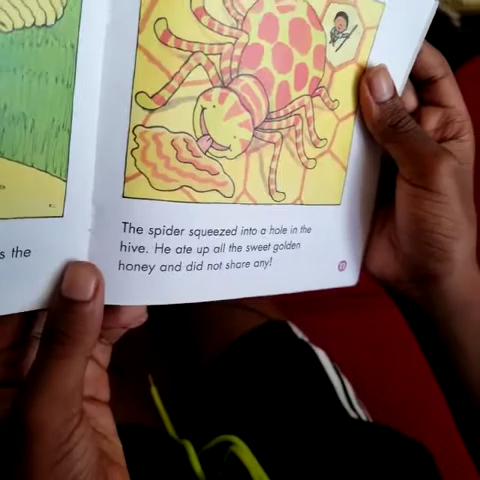 s the
The spider squeezed into a hole in the
hive. He ate up all the sweet golden
honey and did not share any!